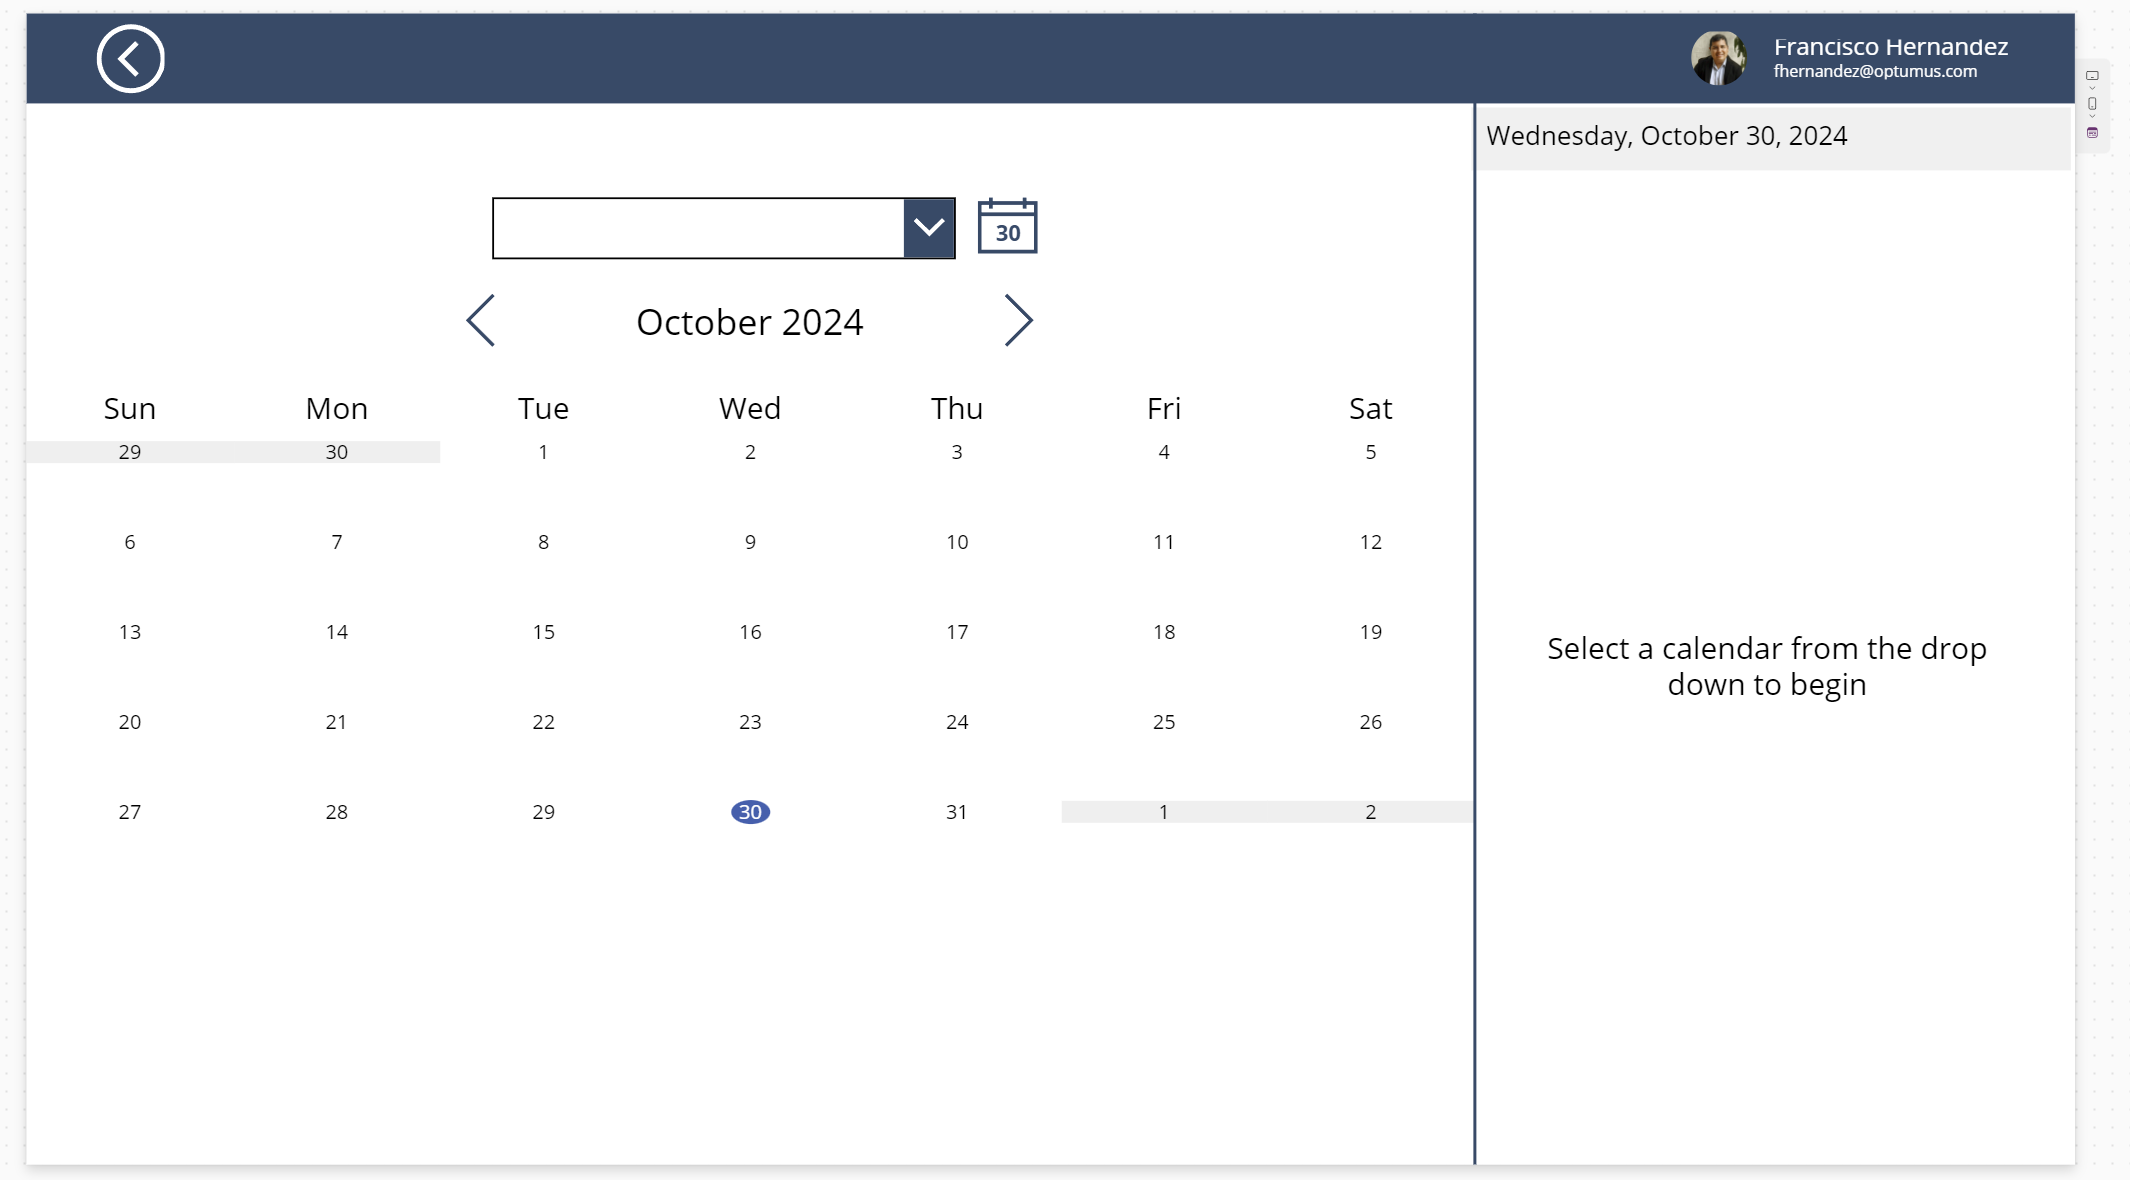 Francisco Hernandez
fhernandez@optumus.com
Wednesday, October 30, 2024
30
October 2024
Sun Mon Tue Wed Thu Fri Sat
29 30 1 2 3 4 5
6 7 8 9 10 11 12
13 14 15 16 17 18 19
20 21 22 23 24 25 26
27 28 29 30 31 1 2
Select a calendar from the drop
down to begin